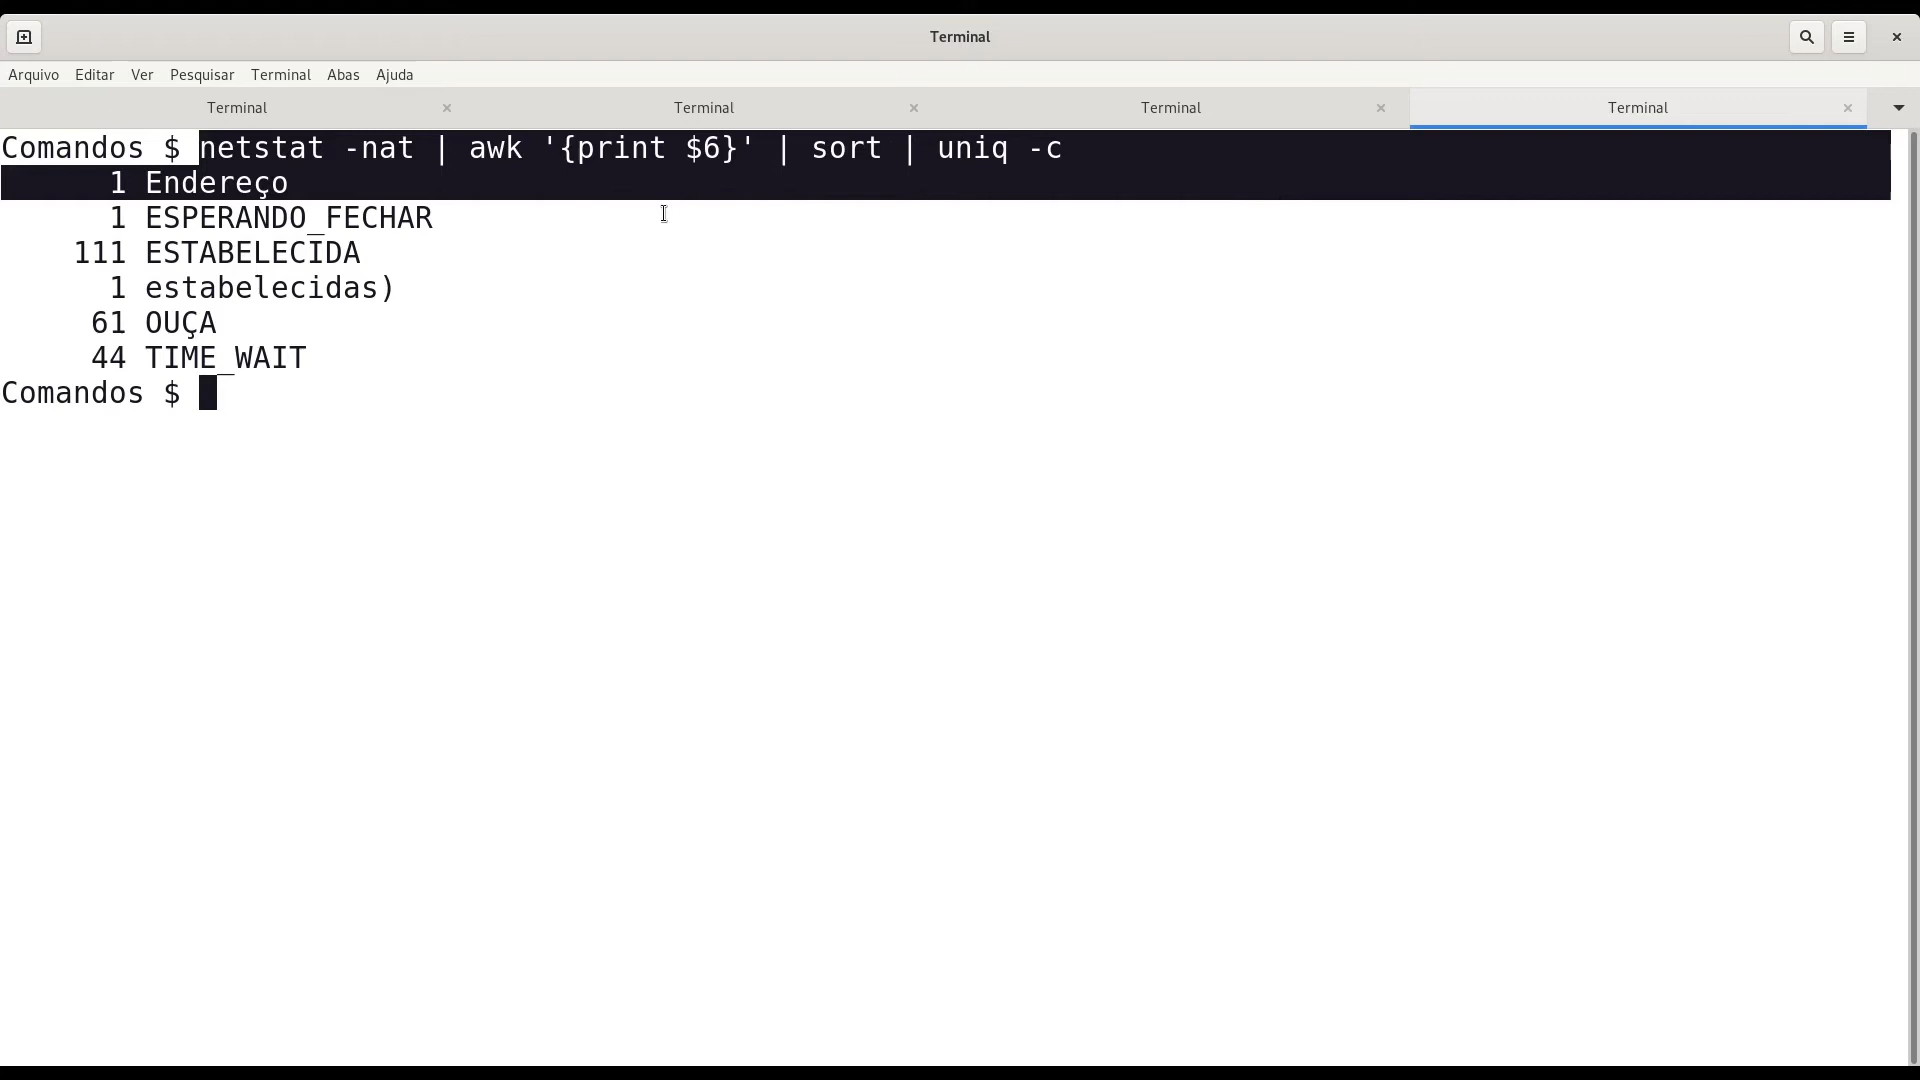 Terminal
Arquivo Editar Ver Pesquisar Terminal Abas Ajuda
Terminal Terminal Terminal Terminal
Comandos $ netstat -nat | awk '{print $6}' | sort | uniq -c
1 Endereço
1 ESPERANDO_FECHAR
111 ESTABELECIDA
1 estabelecidas)
61 OUÇA
44 TIME_WAIT
Comandos $